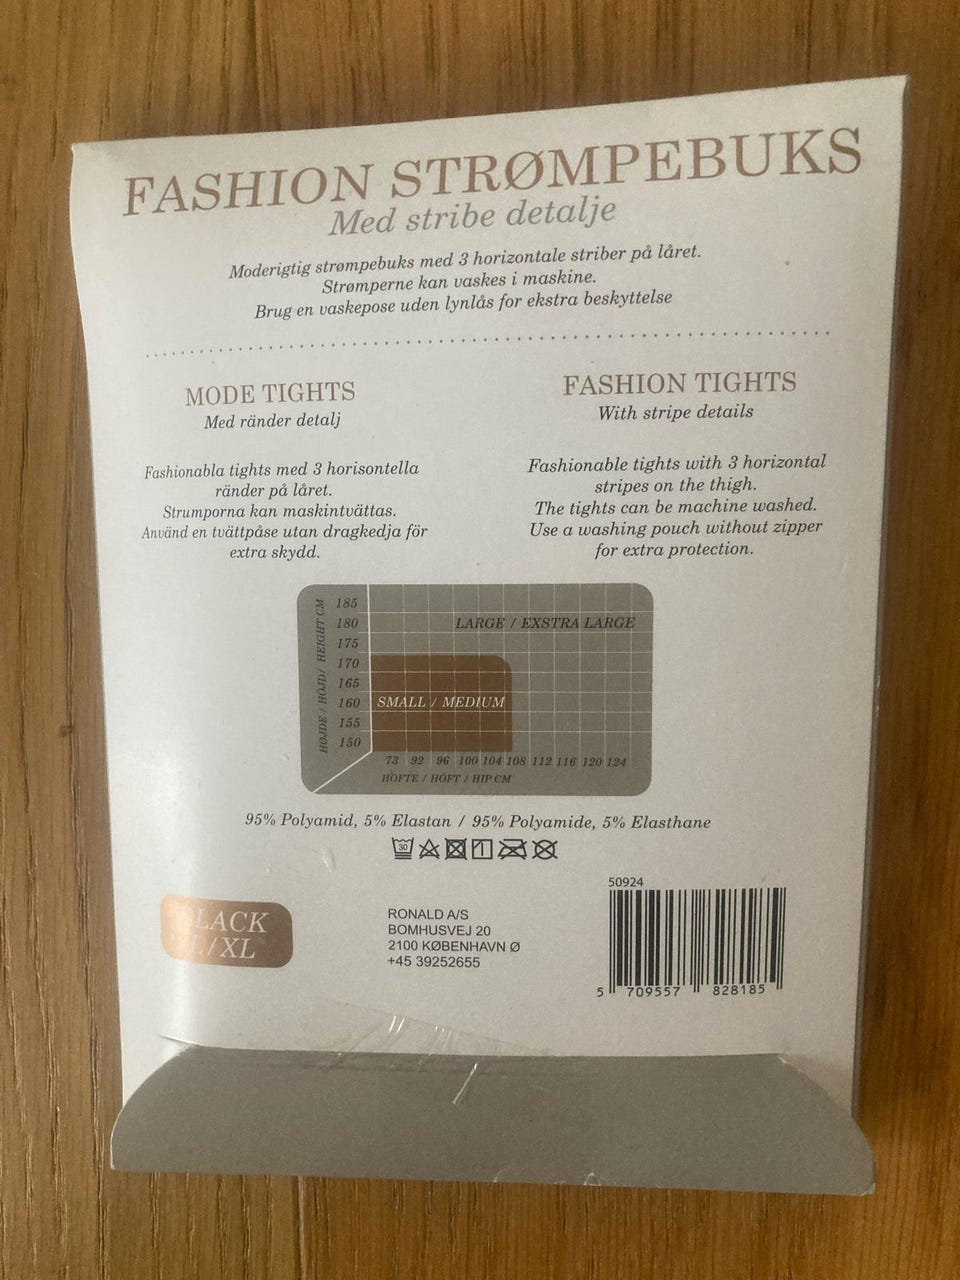 FASHION STRØMPEBUKS
Med stribe detalje
Moderigtig strømpebuks med 3 horizontale striber på låret.
Strømperne kan vaskes i maskine.
Brug en vaskepose uden lynlås for ekstra beskyttelse
MODE TIGHTS
Med ränder detalj
Fashionabla tights med 3 horisontella
ränder på låret.
Strumporna kan maskintvättas.
Använd en tvättpåse utan dragkedja för
extra skydd.
FASHION TIGHTS
With stripe details
Fashionable tights with 3 horizontal
stripes on the thigh.
The tights can be machine washed.
Use a washing pouch without zipper
for extra protection.
HØJDE / HÖJD / HEIGHT CM
185
180
175
170
165
160
155
150
LARGE / EXSTRA LARGE
SMALL / MEDIUM
73 92 96 100 104 108 112 116 120 124
HOFTE / HÖFT / HIP CM
95% Polyamid, 5% Elastan / 95% Polyamide, 5% Elasthane
30
BLACK
L/XL
RONALD A/S
BOMHUSVEJ 20
2100 KØBENHAVN Ø
+45 39252655
50924
5 709557 828185